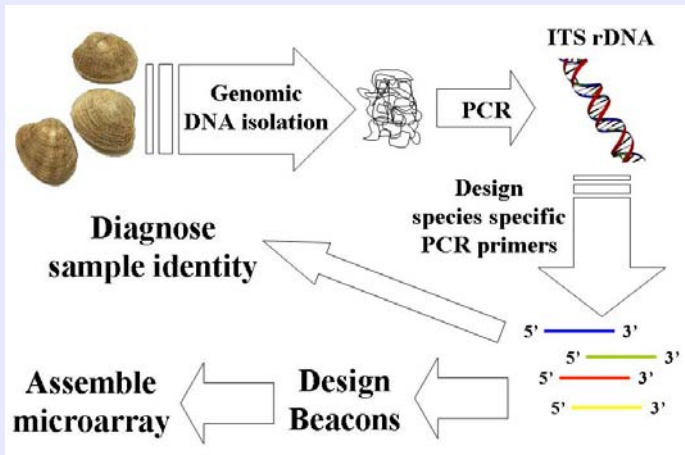 ITS rDNA
Genomic
DNA isolation
PCR
Design
species specific
PCR primers
Diagnose
sample identity
5’ 3’
5’ 3’
5’ 3’
5’ 3’
Design
Beacons
Assemble
microarray